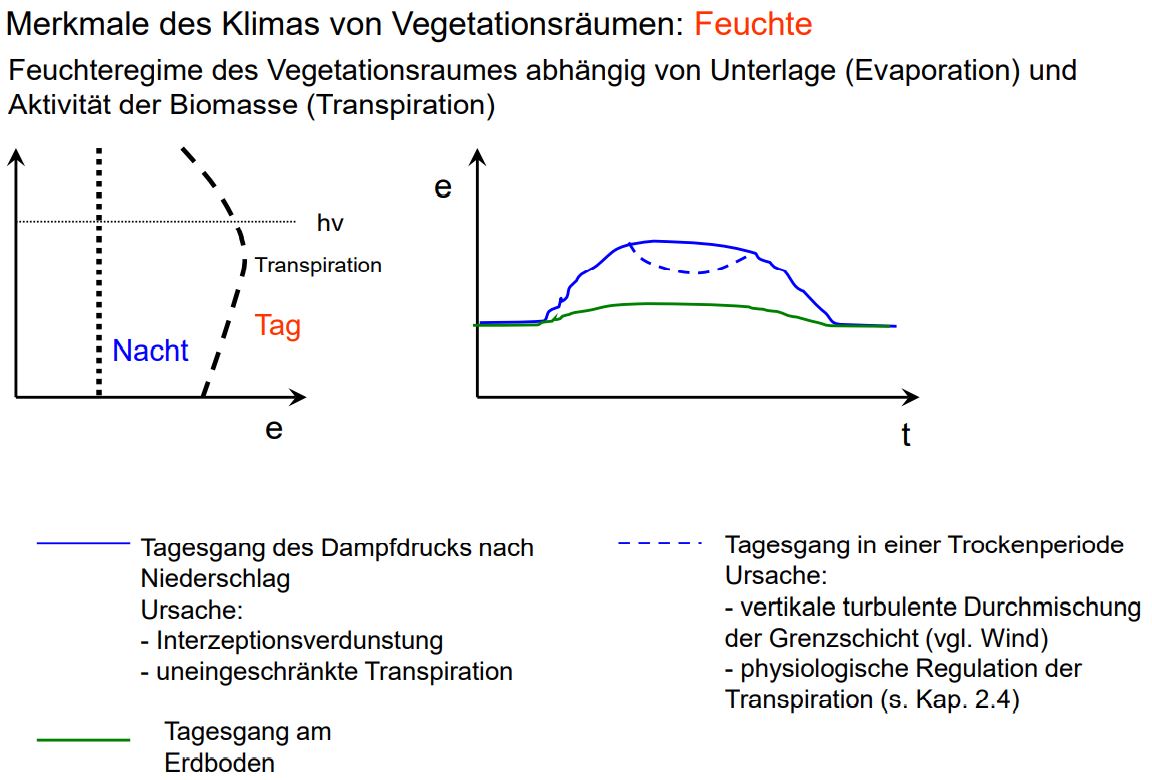 Merkmale des Klimas von Vegetationsräumen: Feuchte
Feuchteregime des Vegetationsraumes abhängig von Unterlage (Evaporation) und
Aktivität der Biomasse (Transpiration)
hv
Transpiration
Tag
Nacht
e
e
t
Tagesgang des Dampfdrucks nach
Niederschlag
Ursache:
- Interzeptionsverdunstung
- uneingeschränkte Transpiration
Tagesgang am
Erdboden
Tagesgang in einer Trockenperiode
Ursache:
- vertikale turbulente Durchmischung
der Grenzschicht (vgl. Wind)
- physiologische Regulation der
Transpiration (s. Kap. 2.4)